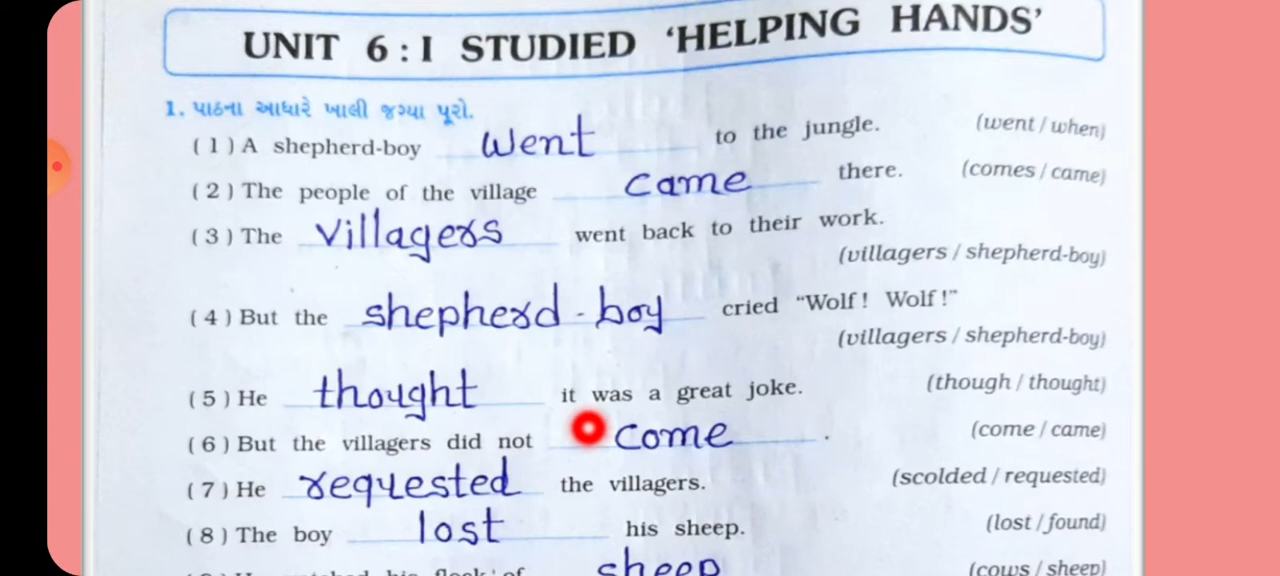 UNIT 6 : I STUDIED 'HELPING HANDS'
1. પાઠના આધારે ખાલી જગ્યા પૂરો.
( 1 ) A shepherd-boy went to the jungle. (went / when)
( 2 ) The people of the village came there. (comes / came)
( 3 ) The villagers went back to their work.
(villagers / shepherd-boy)
( 4 ) But the shepherd - boy cried "Wolf ! Wolf !"
(villagers / shepherd-boy)
( 5 ) He thought it was a great joke. (though / thought)
( 6 ) But the villagers did not come . (come / came)
( 7 ) He requested the villagers. (scolded / requested)
( 8 ) The boy lost his sheep. (lost / found)
his flock of sheep (cows / sheep)